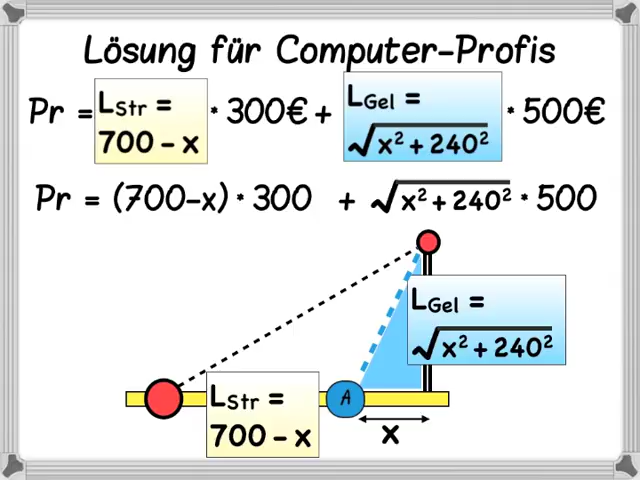 Lösung für Computer-Profis
Pr = LStr = 700 - x * 300€ + LGel = √x² + 240² * 500€
Pr = (700-x) * 300 + √x² + 240² * 500
LGel =
√x² + 240²
LStr =
700 - x
A
x